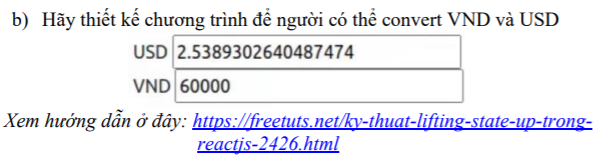 b) Hãy thiết kế chương trình để người có thể convert VND và USD
USD 2.5389302640487474
VND 60000
Xem hướng dẫn ở đây: https://freetuts.net/ky-thuat-lifting-state-up-trong-
reactjs-2426.html